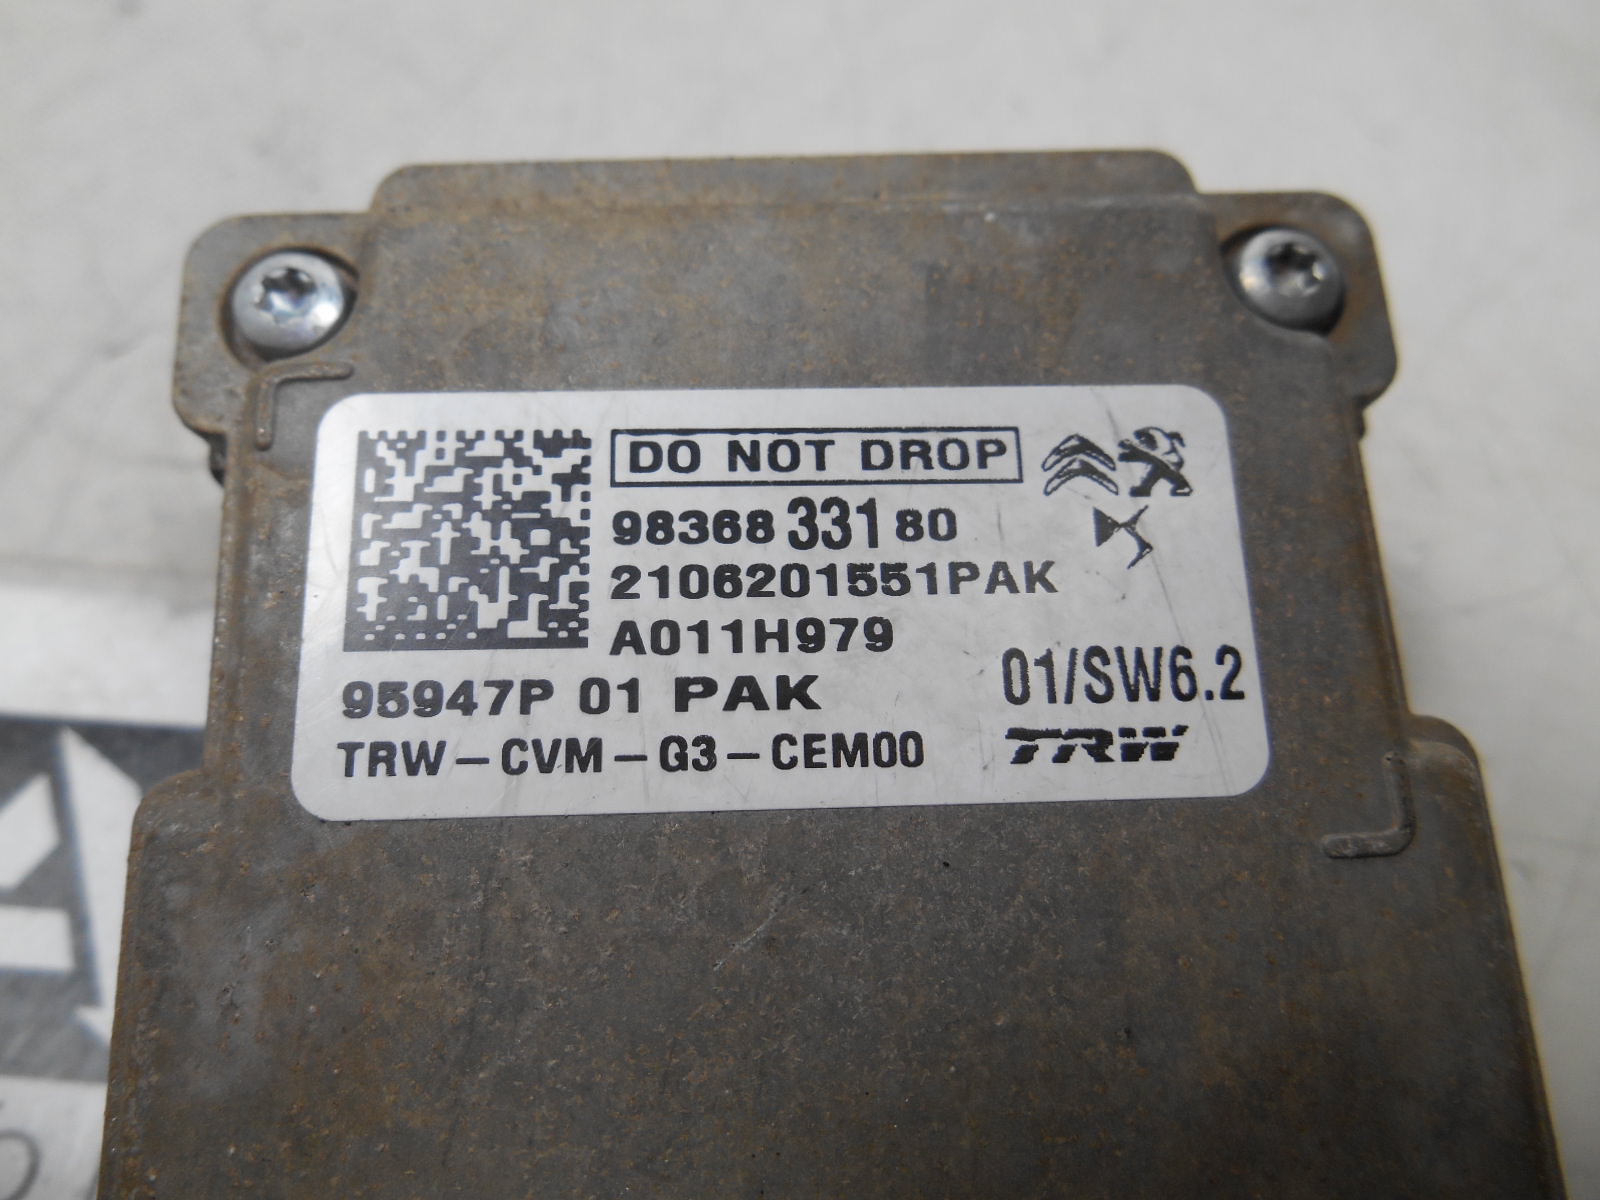 DO NOT DROP
98368 331 80
2106201551PAK
A011H979
95947P 01 PAK
01/SW6.2
TRW-CVM-G3-CEM00
TRW